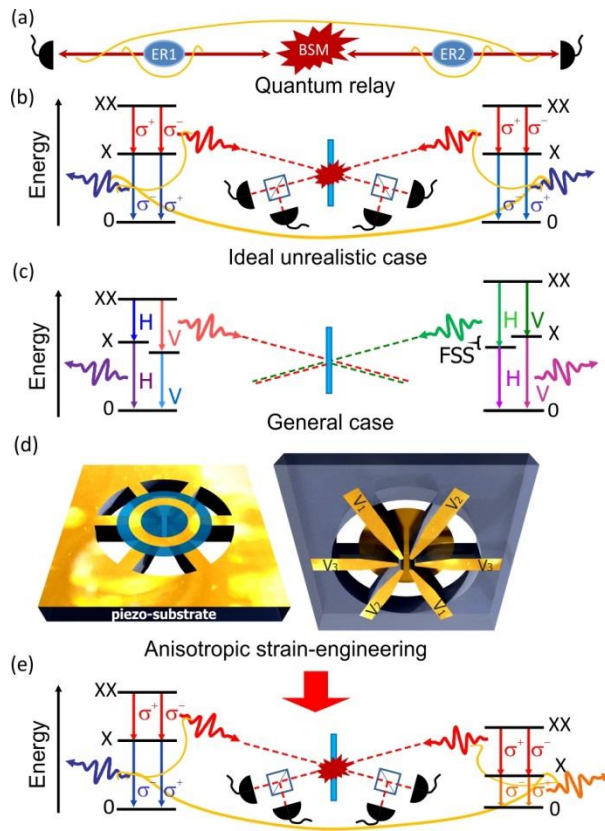 (a)
ER1 BSM ER2
Quantum relay
(b)
Energy
XX
σ⁺ σ⁻
X
σ⁻ σ⁺
0
XX
σ⁺ σ⁻
X
σ⁻ σ⁺
0
Ideal unrealistic case
(c)
Energy
XX
H V
X
H V
0
XX
H V
FSS
X
H V
0
General case
(d)
piezo-substrate
V₁ V₂
V₃ V₃
V₂ V₁
Anisotropic strain-engineering
(e)
Energy
XX
σ⁺ σ⁻
X
σ⁻ σ⁺
0
XX
σ⁺ σ⁻
X
0